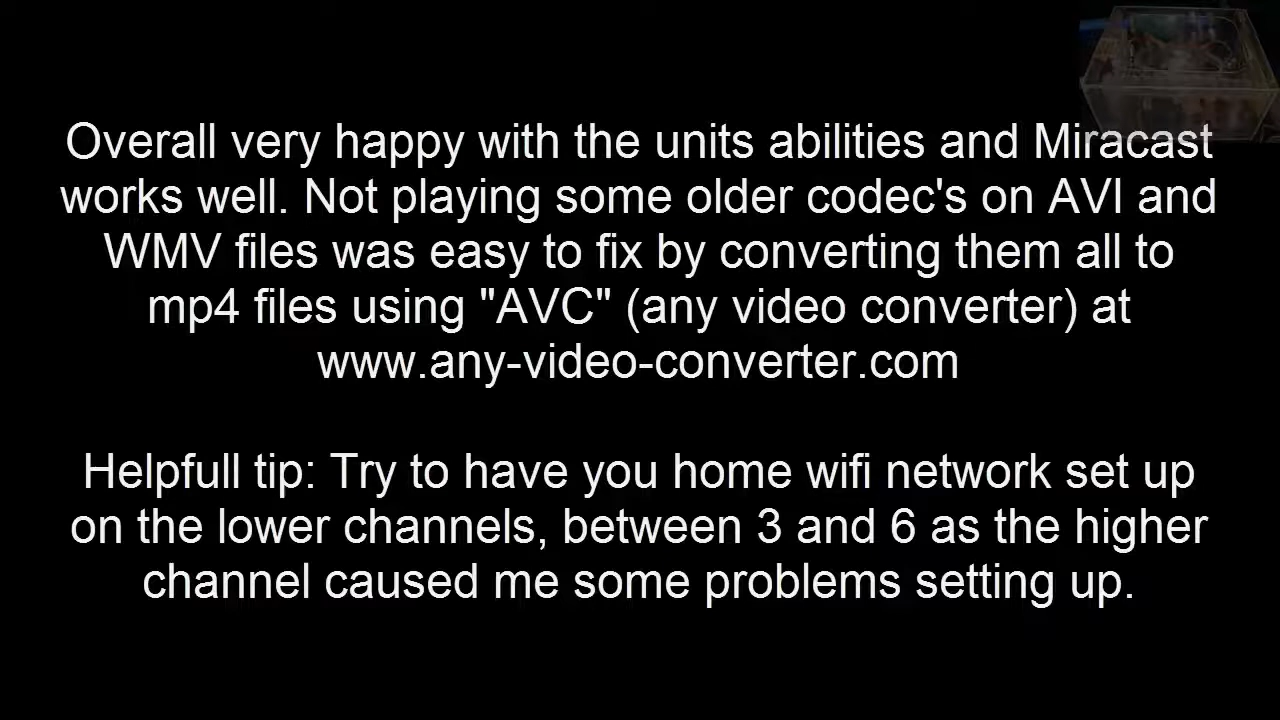 Overall very happy with the units abilities and Miracast
works well. Not playing some older codec's on AVI and
WMV files was easy to fix by converting them all to
mp4 files using "AVC" (any video converter) at
www.any-video-converter.com
Helpfull tip: Try to have you home wifi network set up
on the lower channels, between 3 and 6 as the higher
channel caused me some problems setting up.